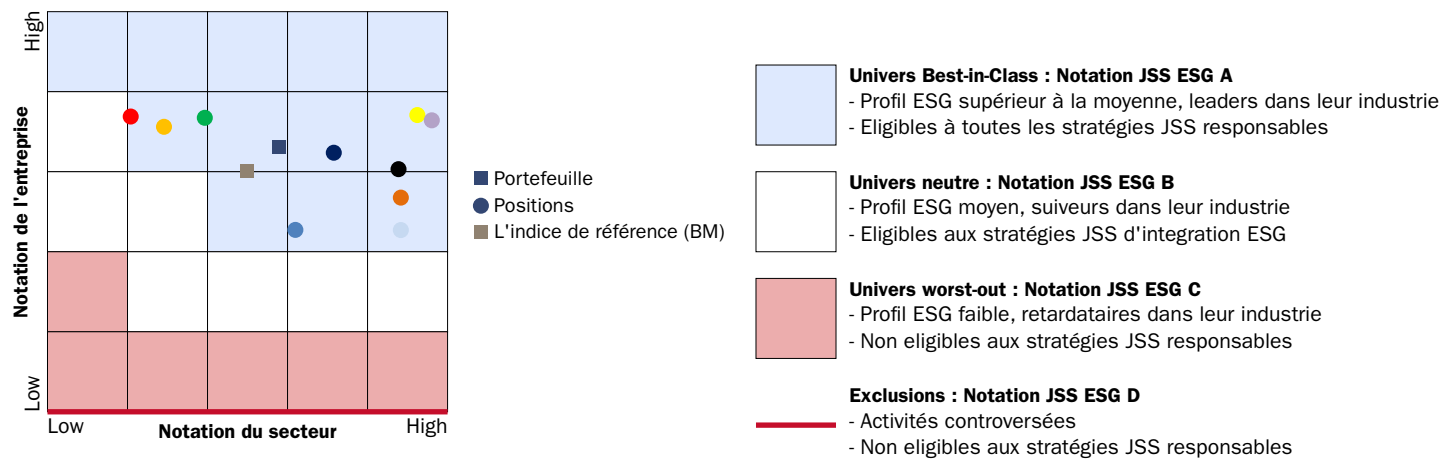 High
Notation de l'entreprise
Low
Low
Notation du secteur
High
Portefeuille
Positions
L'indice de référence (BM)
Univers Best-in-Class : Notation JSS ESG A
- Profil ESG supérieur à la moyenne, leaders dans leur industrie
- Eligibles à toutes les stratégies JSS responsables
Univers neutre : Notation JSS ESG B
- Profil ESG moyen, suiveurs dans leur industrie
- Eligibles aux stratégies JSS d'integration ESG
Univers worst-out : Notation JSS ESG C
- Profil ESG faible, retardataires dans leur industrie
- Non eligibles aux stratégies JSS responsables
Exclusions : Notation JSS ESG D
- Activités controversées
- Non eligibles aux stratégies JSS responsables